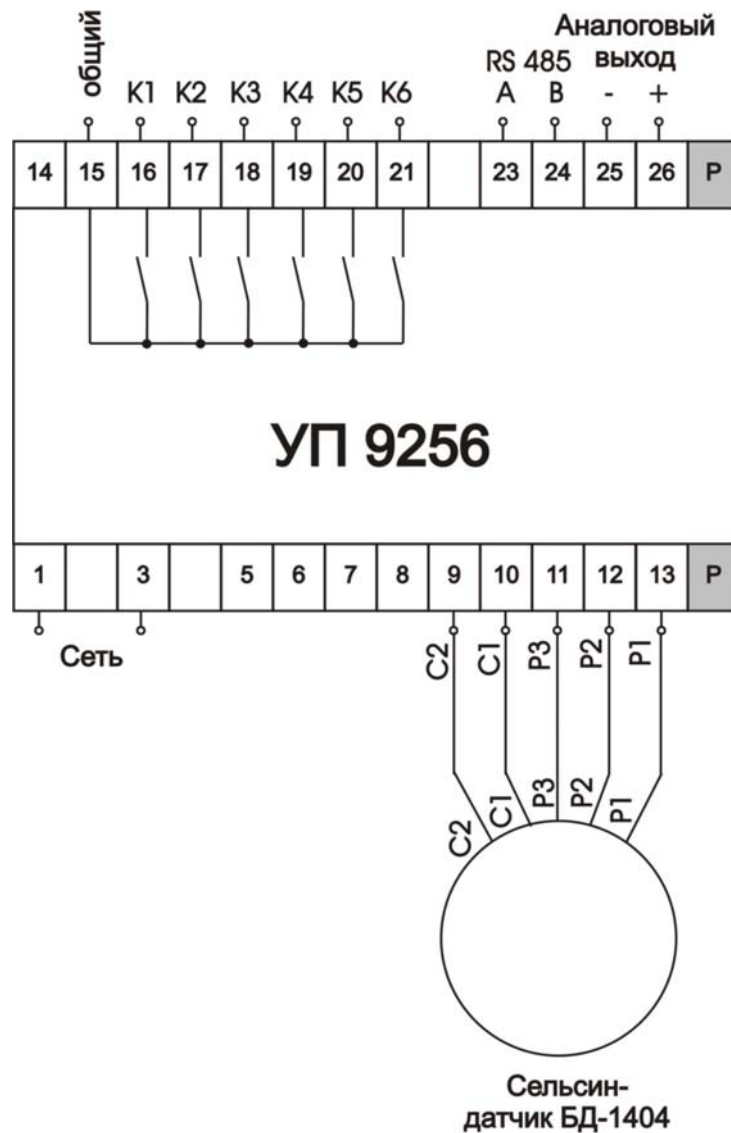 Аналоговый
общий
RS 485 выход
K1 K2 K3 K4 K5 K6 A B - +
14 15 16 17 18 19 20 21 23 24 25 26 P
УП 9256
1 3 5 6 7 8 9 10 11 12 13 P
Сеть
C2 C1 P3 P2 P1
C2 C1 P3 P2 P1
Сельсин-
датчик БД-1404